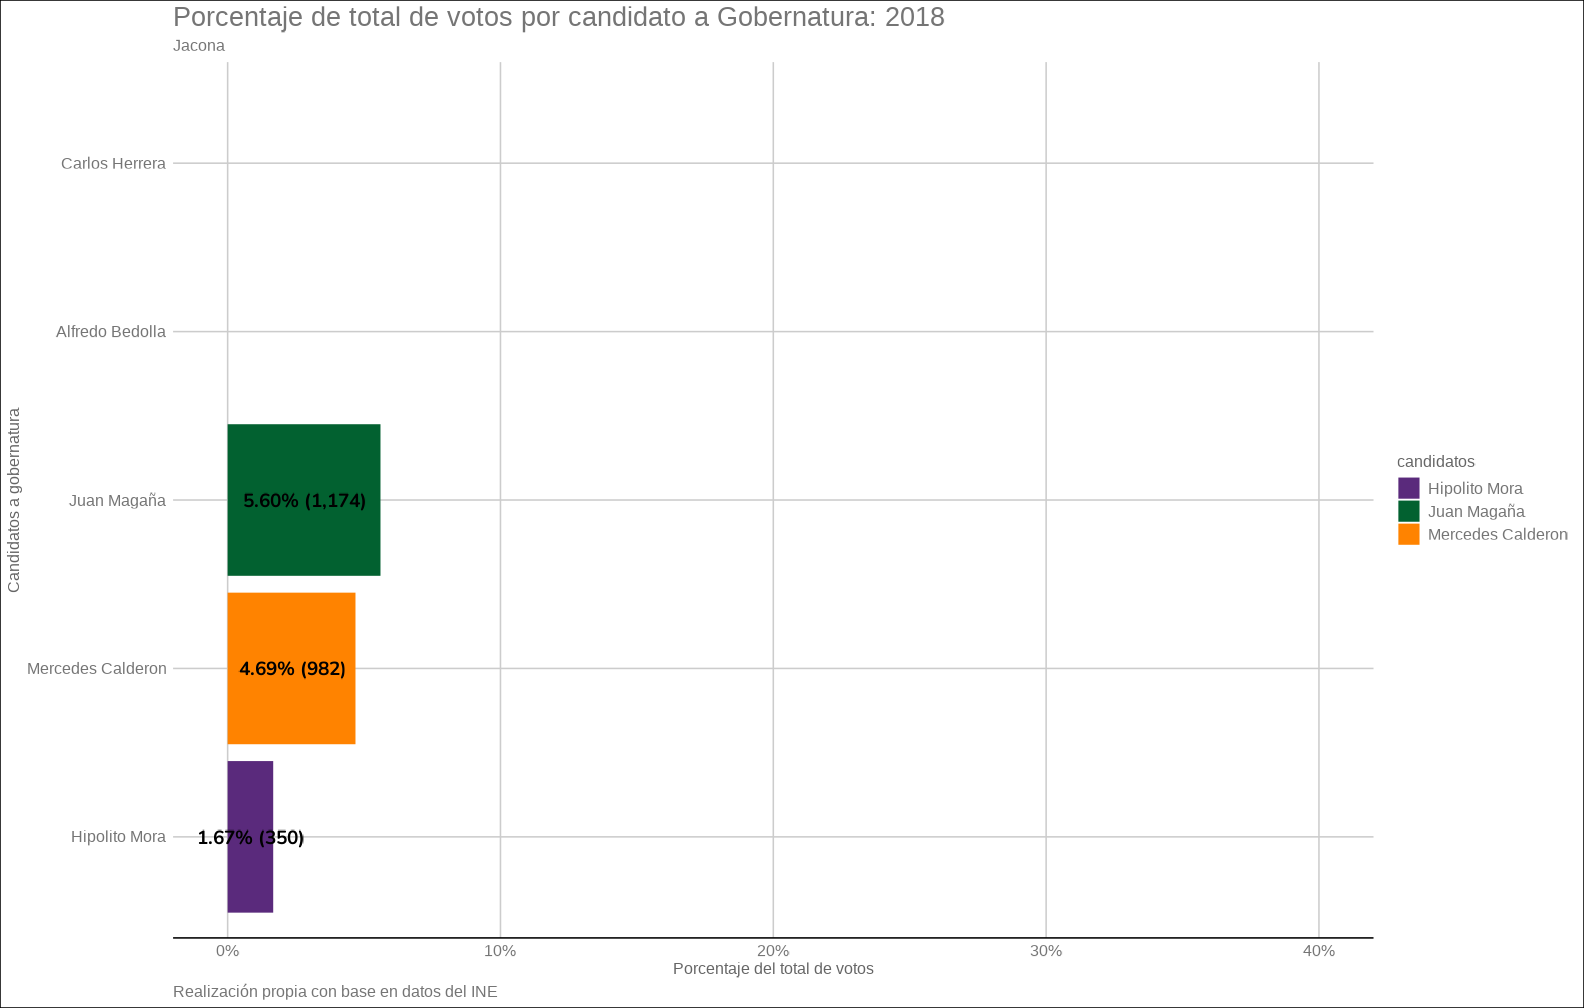 Porcentaje de total de votos por candidato a Gobernatura: 2018
Jacona
Candidatos a gobernatura
Carlos Herrera
Alfredo Bedolla
Juan Magaña
5.60% (1,174)
Mercedes Calderon
4.69% (982)
Hipolito Mora
1.67% (350)
0%
10%
20%
30%
40%
Porcentaje del total de votos
candidatos
Hipolito Mora
Juan Magaña
Mercedes Calderon
Realización propia con base en datos del INE